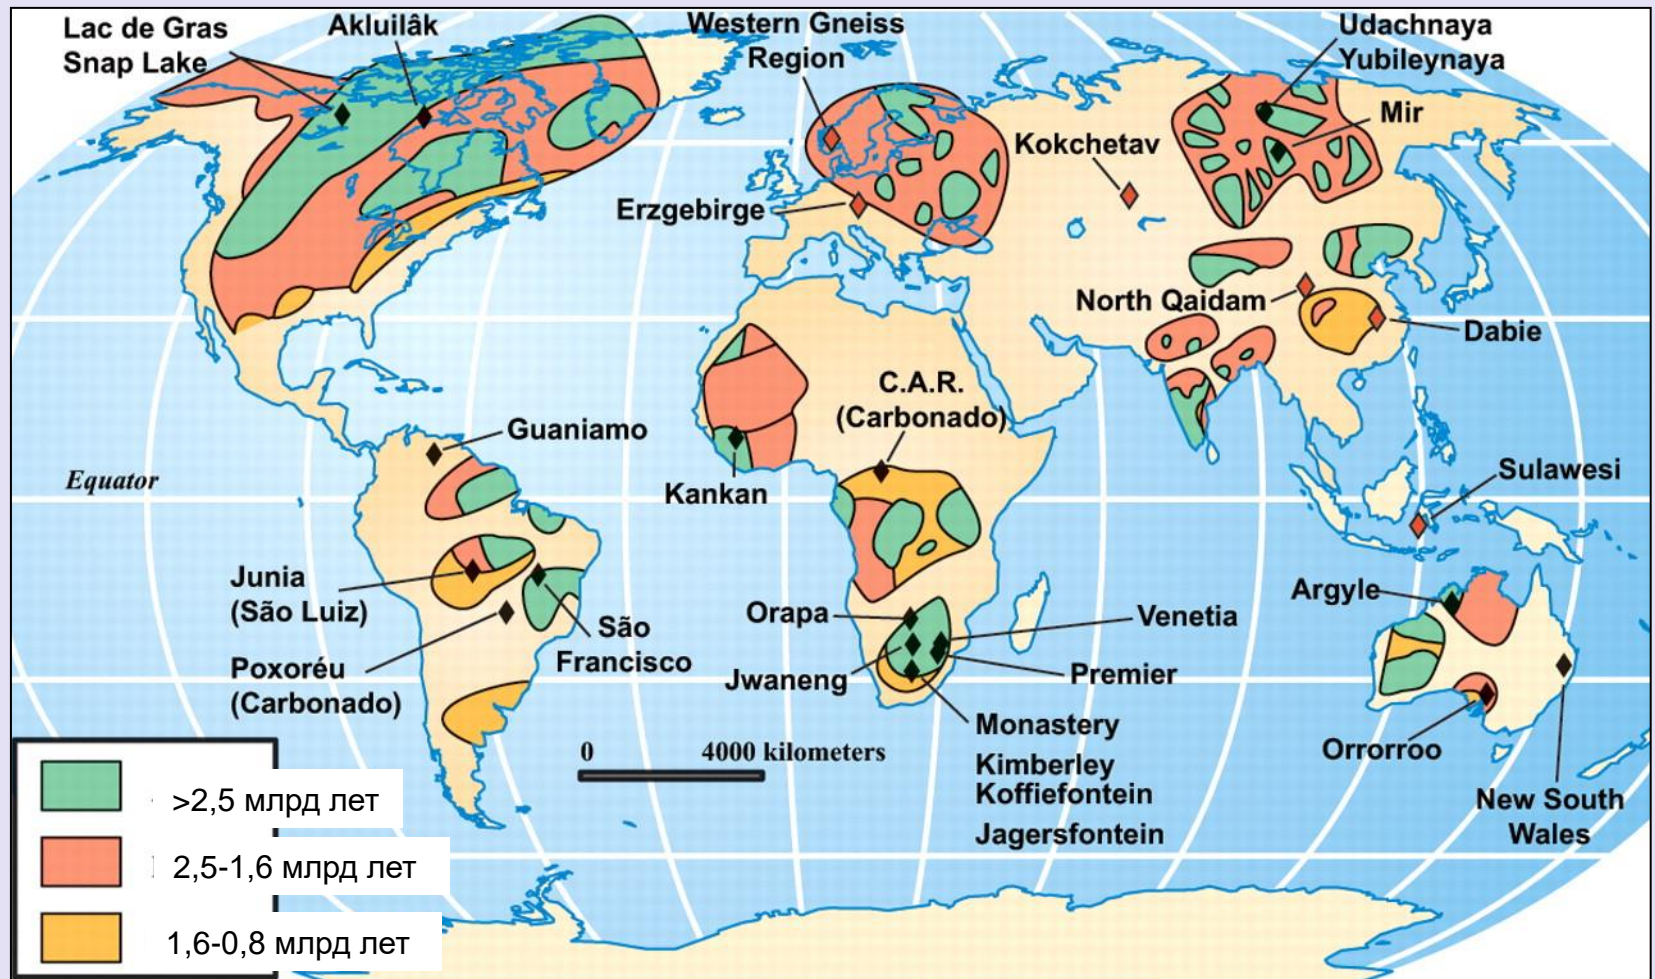 Lac de Gras
Snap Lake
Akluilâk
Western Gneiss
Region
Udachnaya
Yubileynaya
Mir
Kokchetav
Erzgebirge
North Qaidam
Dabie
C.A.R.
(Carbonado)
Guaniamo
Equator
Kankan
Sulawesi
Junia
(São Luiz)
Poxoréu
(Carbonado)
São
Francisco
Orapa
Jwaneng
Venetia
Premier
Monastery
Kimberley
Koffiefontein
Jagersfontein
Argyle
Orrorroo
New South
Wales
0 4000 kilometers
>2,5 млрд лет
2,5-1,6 млрд лет
1,6-0,8 млрд лет